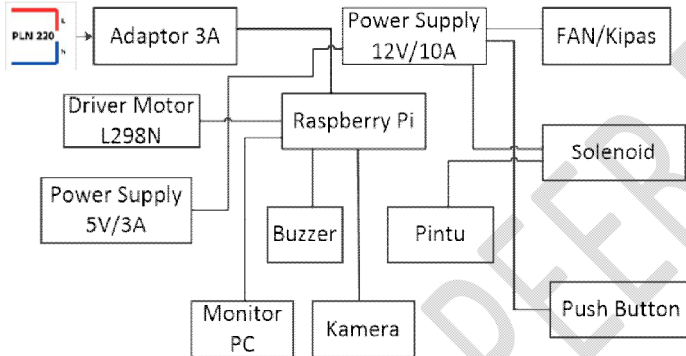 PLN 220
L
N
Adaptor 3A
Power Supply
12V/10A
FAN/Kipas
Driver Motor
L298N
Raspberry Pi
Solenoid
Power Supply
5V/3A
Buzzer
Pintu
Push Button
Monitor
PC
Kamera
PEER